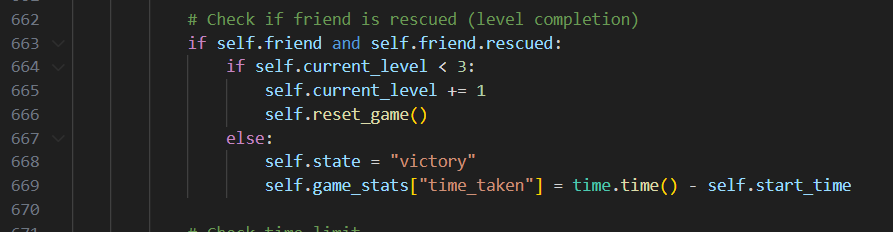 662 # Check if friend is rescued (level completion)
663 if self.friend and self.friend.rescued:
664 if self.current_level < 3:
665 self.current_level += 1
666 self.reset_game()
667 else:
668 self.state = "victory"
669 self.game_stats["time_taken"] = time.time() - self.start_time
670
671 # Check time limit